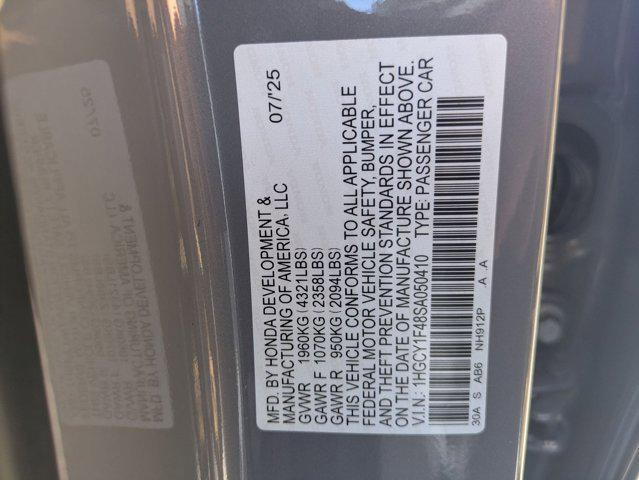 MFD. BY HONDA DEVELOPMENT & 07/'25
MANUFACTURING OF AMERICA, LLC
GVWR 1960KG (4321LBS)
GAWR F 1070KG (2358LBS)
GAWR R 950KG (2094LBS)
THIS VEHICLE CONFORMS TO ALL APPLICABLE
FEDERAL MOTOR VEHICLE SAFETY, BUMPER,
AND THEFT PREVENTION STANDARDS IN EFFECT
ON THE DATE OF MANUFACTURE SHOWN ABOVE.
V.I.N.: 1HGCY1F48SA050410 TYPE: PASSENGER CAR
30A S AB6 NH912P A .A